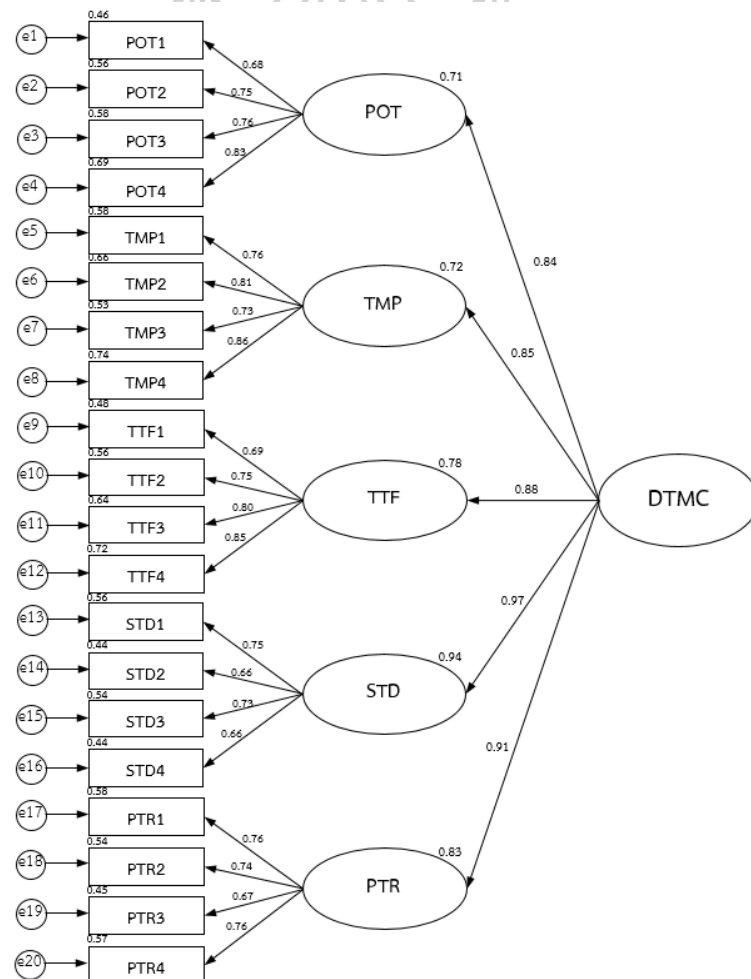 0.46
e1
POT1
0.68
0.56
e2
POT2
0.75
0.58
e3
POT3
0.76
0.69
e4
POT4
0.83
POT
0.71
0.84
0.58
e5
TMP1
0.76
0.66
e6
TMP2
0.81
0.53
e7
TMP3
0.73
0.74
e8
TMP4
0.86
TMP
0.72
0.85
0.48
e9
TTF1
0.69
0.56
e10
TTF2
0.75
0.64
e11
TTF3
0.80
0.72
e12
TTF4
0.85
TTF
0.78
0.88
DTMC
0.56
e13
STD1
0.75
0.44
e14
STD2
0.66
0.54
e15
STD3
0.73
0.44
e16
STD4
0.66
STD
0.94
0.97
0.58
e17
PTR1
0.76
0.54
e18
PTR2
0.74
0.45
e19
PTR3
0.67
0.57
e20
PTR4
0.76
PTR
0.83
0.91